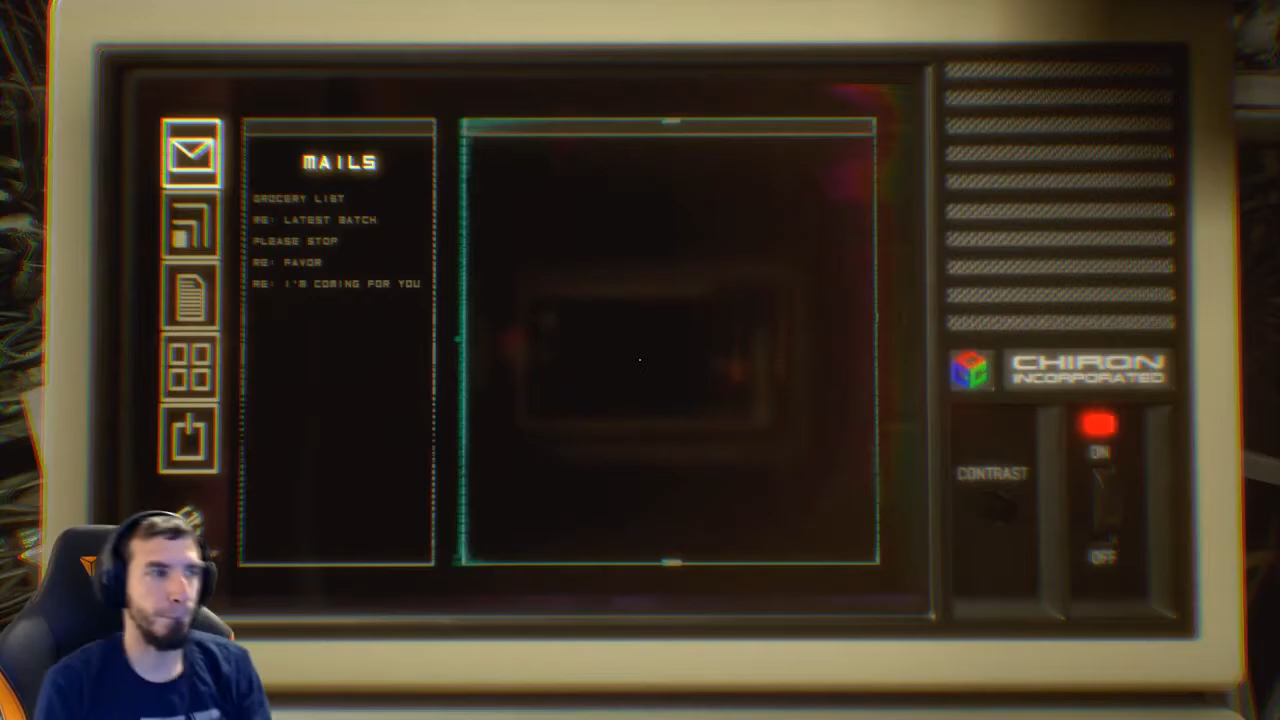 MAILS
GROCERY LIST
RE: LATEST BATCH
PLEASE STOP
RE: FAVOR
RE: I'M COMING FOR YOU
CHIRON
INCORPORATED
ON
CONTRAST
OFF